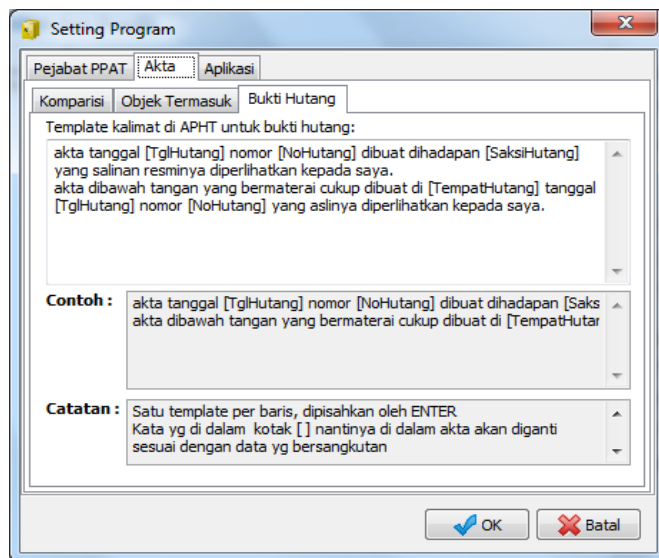 Setting Program
Pejabat PPAT Akta Aplikasi
Komparisi Objek Termasuk Bukti Hutang
Template kalimat di APHT untuk bukti hutang:
akta tanggal [TglHutang] nomor [NoHutang] dibuat dihadapan [SaksiHutang]
yang salinan resminya diperlihatkan kepada saya.
akta dibawah tangan yang bermaterai cukup dibuat di [TempatHutang] tanggal
[TglHutang] nomor [NoHutang] yang aslinya diperlihatkan kepada saya.
Contoh :
akta tanggal [TglHutang] nomor [NoHutang] dibuat dihadapan [Saks
akta dibawah tangan yang bermaterai cukup dibuat di [TempatHutar
Catatan :
Satu template per baris, dipisahkan oleh ENTER
Kata yg di dalam kotak [ ] nantinya di dalam akta akan diganti
sesuai dengan data yg bersangkutan
OK Batal